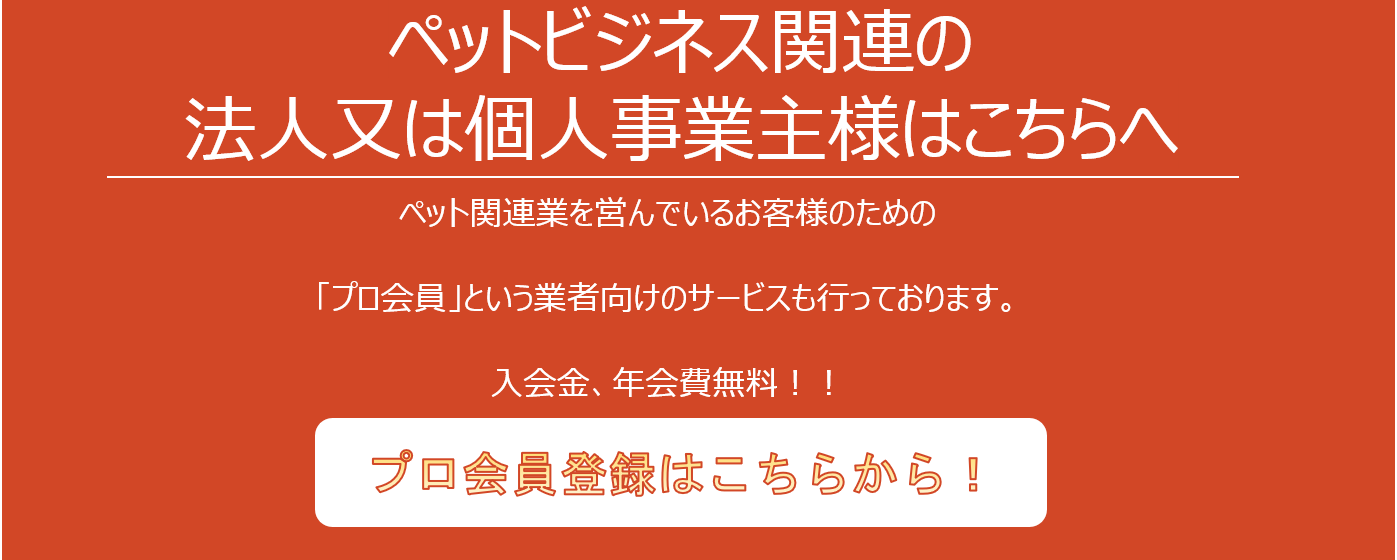 ペットビジネス関連の
法人又は個人事業主様はこちらへ
ペット関連業を営んでいるお客様のための
「プロ会員」という業者向けのサービスも行っております。
入会金、年会費無料！！
プロ会員登録はこちらから！